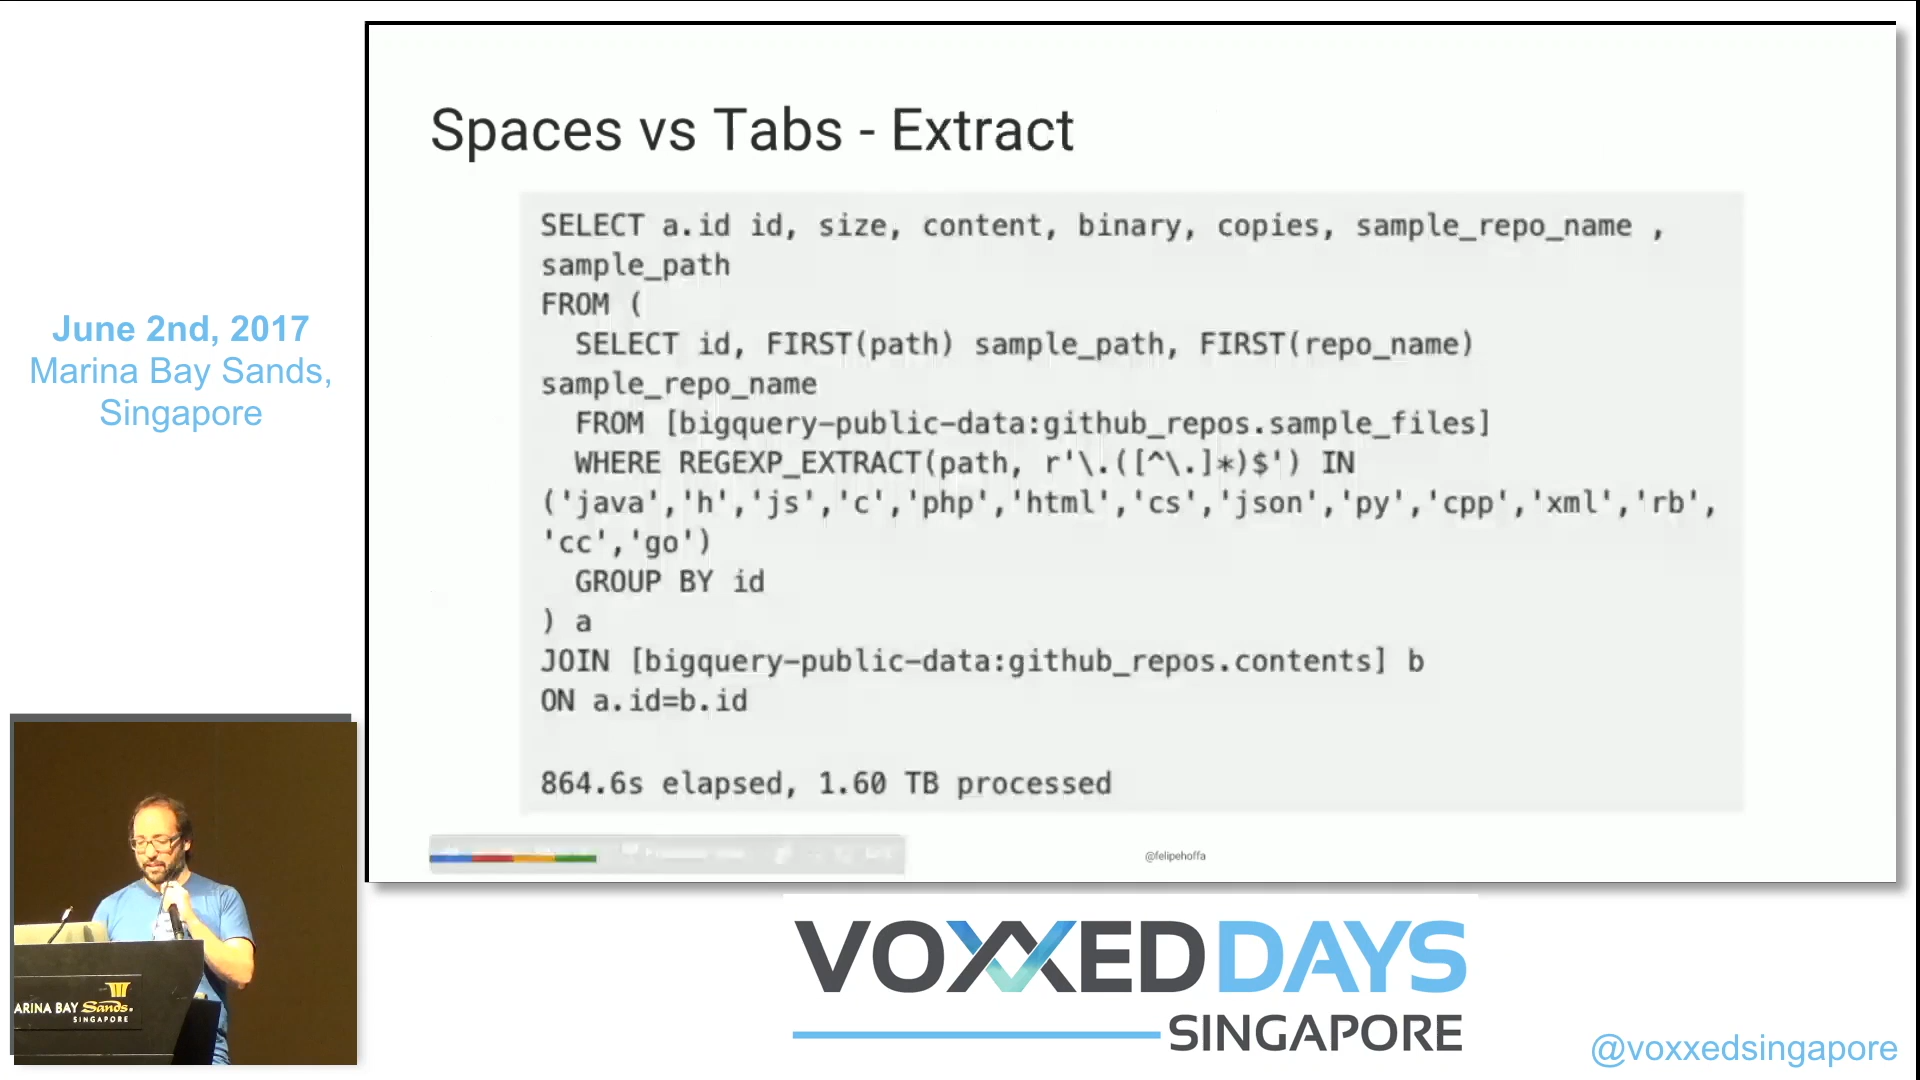 June 2nd, 2017
Marina Bay Sands,
Singapore
Spaces vs Tabs - Extract
SELECT a.id id, size, content, binary, copies, sample_repo_name ,
sample_path
FROM (
  SELECT id, FIRST(path) sample_path, FIRST(repo_name)
sample_repo_name
  FROM [bigquery-public-data:github_repos.sample_files]
  WHERE REGEXP_EXTRACT(path, r'\.([^\.]*)$') IN
('java','h','js','c','php','html','cs','json','py','cpp','xml','rb',
'cc','go')
  GROUP BY id
) a
JOIN [bigquery-public-data:github_repos.contents] b
ON a.id=b.id
864.6s elapsed, 1.60 TB processed
@felipehoffa
ARINA BAY Sands.
SINGAPORE
VOXXED DAYS
SINGAPORE
@voxxedsingapore